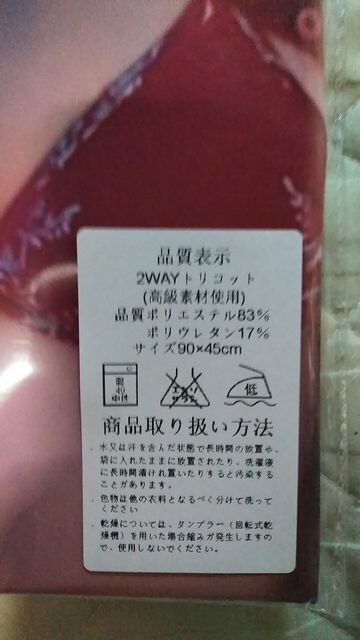 品質表示
2WAYトリコット
(高級素材使用)
品質ポリエステル83%
ポリウレタン17%
サイズ90×45cm
低
商品取り扱い方法
．水又は汗を含んだ状態で長時間の放置や、
袋に入れたままに放置されたり、洗濯液
に長時間漬け置いたりすると汚染する
ことがあります。
．色物は他の衣料となるべく分けて洗って
ください
．乾燥については、タンプラー（回転式乾
燥機）を用いた場合縮みが発生しますの
で、使用しないでください。